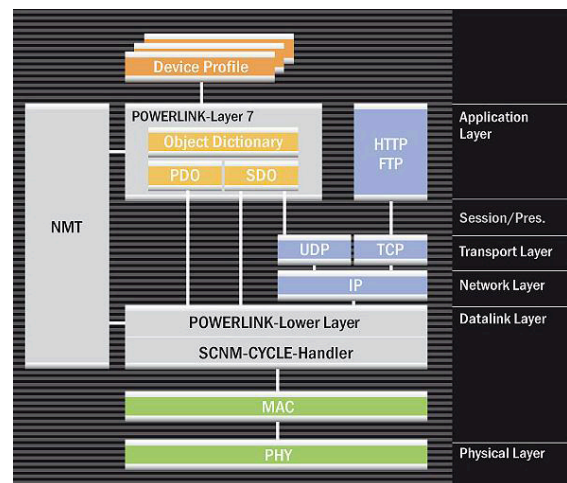 Device Profile
POWERLINK-Layer 7
Object Dictionary
PDO
SDO
HTTP
FTP
Application
Layer
NMT
Session/Pres.
UDP
TCP
Transport Layer
IP
Network Layer
POWERLINK-Lower Layer
Datalink Layer
SCNM-CYCLE-Handler
MAC
PHY
Physical Layer